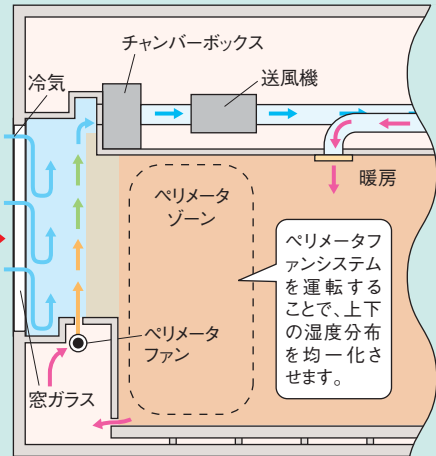 チャンバーボックス
冷気
送風機
暖房
ペリメータ
ゾーン
ペリメータフ
ァンシステム
を運転する
ことで、上下
の湿度分布
を均一化さ
せます。
ペリメータ
ファン
窓ガラス